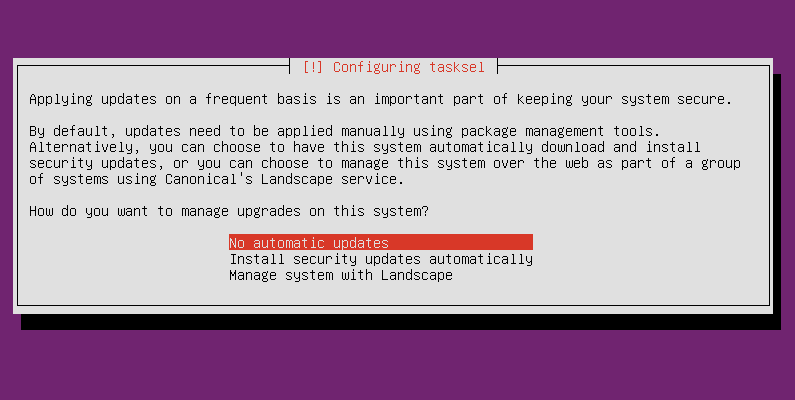 [!] Configuring tasksel
Applying updates on a frequent basis is an important part of keeping your system secure.
By default, updates need to be applied manually using package management tools.
Alternatively, you can choose to have this system automatically download and install
security updates, or you can choose to manage this system over the web as part of a group
of systems using Canonical's Landscape service.
How do you want to manage upgrades on this system?
No automatic updates
Install security updates automatically
Manage system with Landscape